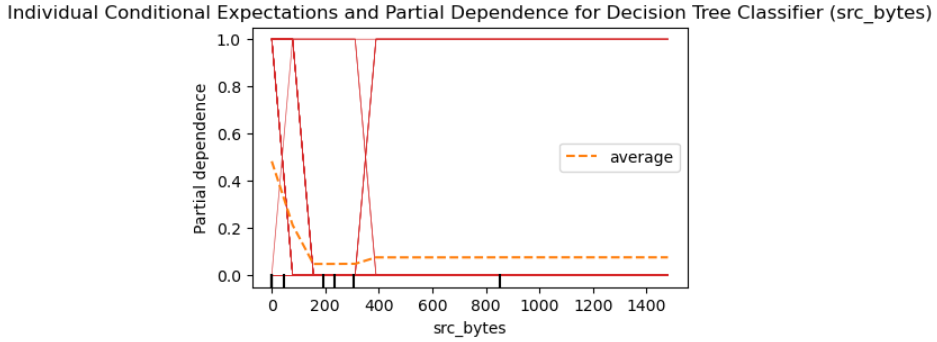 Individual Conditional Expectations and Partial Dependence for Decision Tree Classifier (src_bytes)
1.0
0.8
0.6
0.4
0.2
0.0
Partial dependence
average
0 200 400 600 800 1000 1200 1400
src_bytes